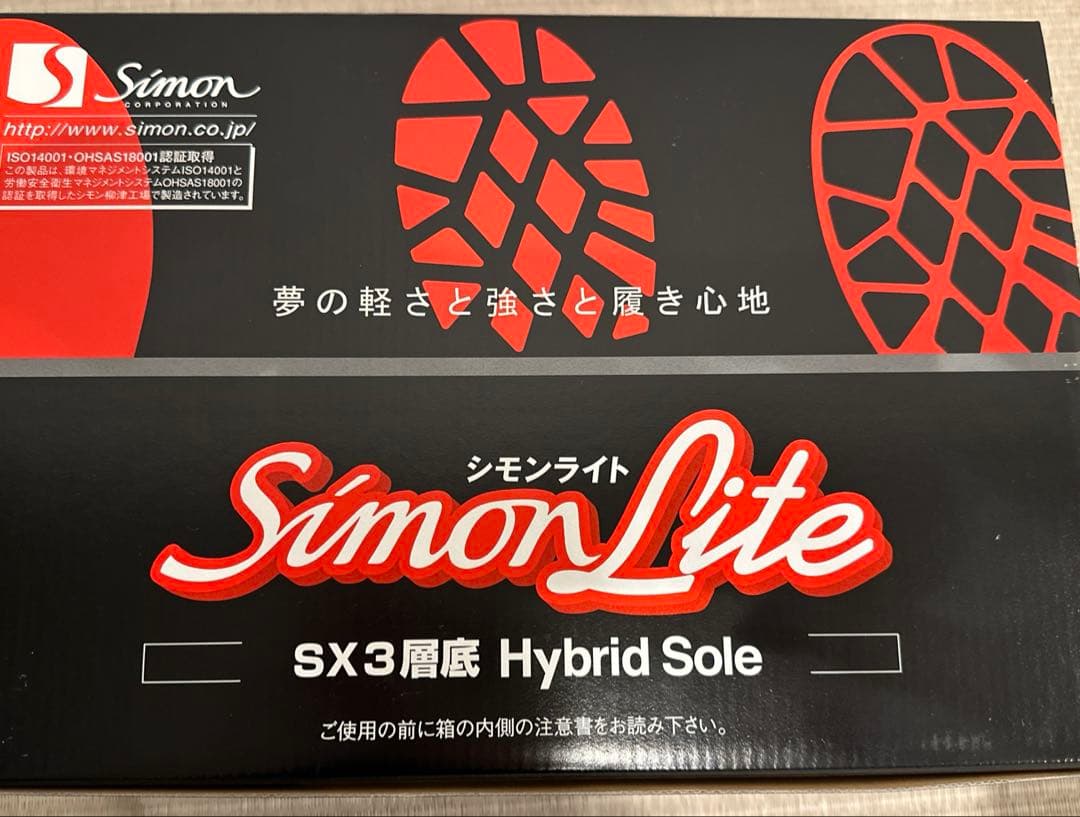 Simon
CORPORATION
http://www.simon.co.jp/
ISO14001・OHSAS18001認証取得
この製品は、環境マネジメントシステムISO14001と
労働安全衛生マネジメントシステムOHSAS18001の
認証を取得したシモン柳津工場で製造されています。
夢の軽さと強さと履き心地
シモンライト
Simon Lite
SX3層底 Hybrid Sole
ご使用の前に箱の内側の注意書をお読み下さい。